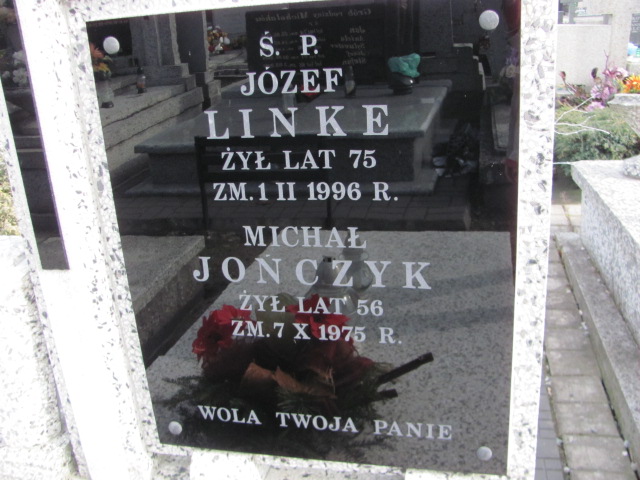 Ś. P.
JÓZEF
LINKE
ŻYŁ LAT 75
ZM. 1 II 1996 R.
MICHAŁ
JOŃCZYK
ŻYŁ LAT 56
ZM. 7 X 1975 R.
WOLA TWOJA PANIE